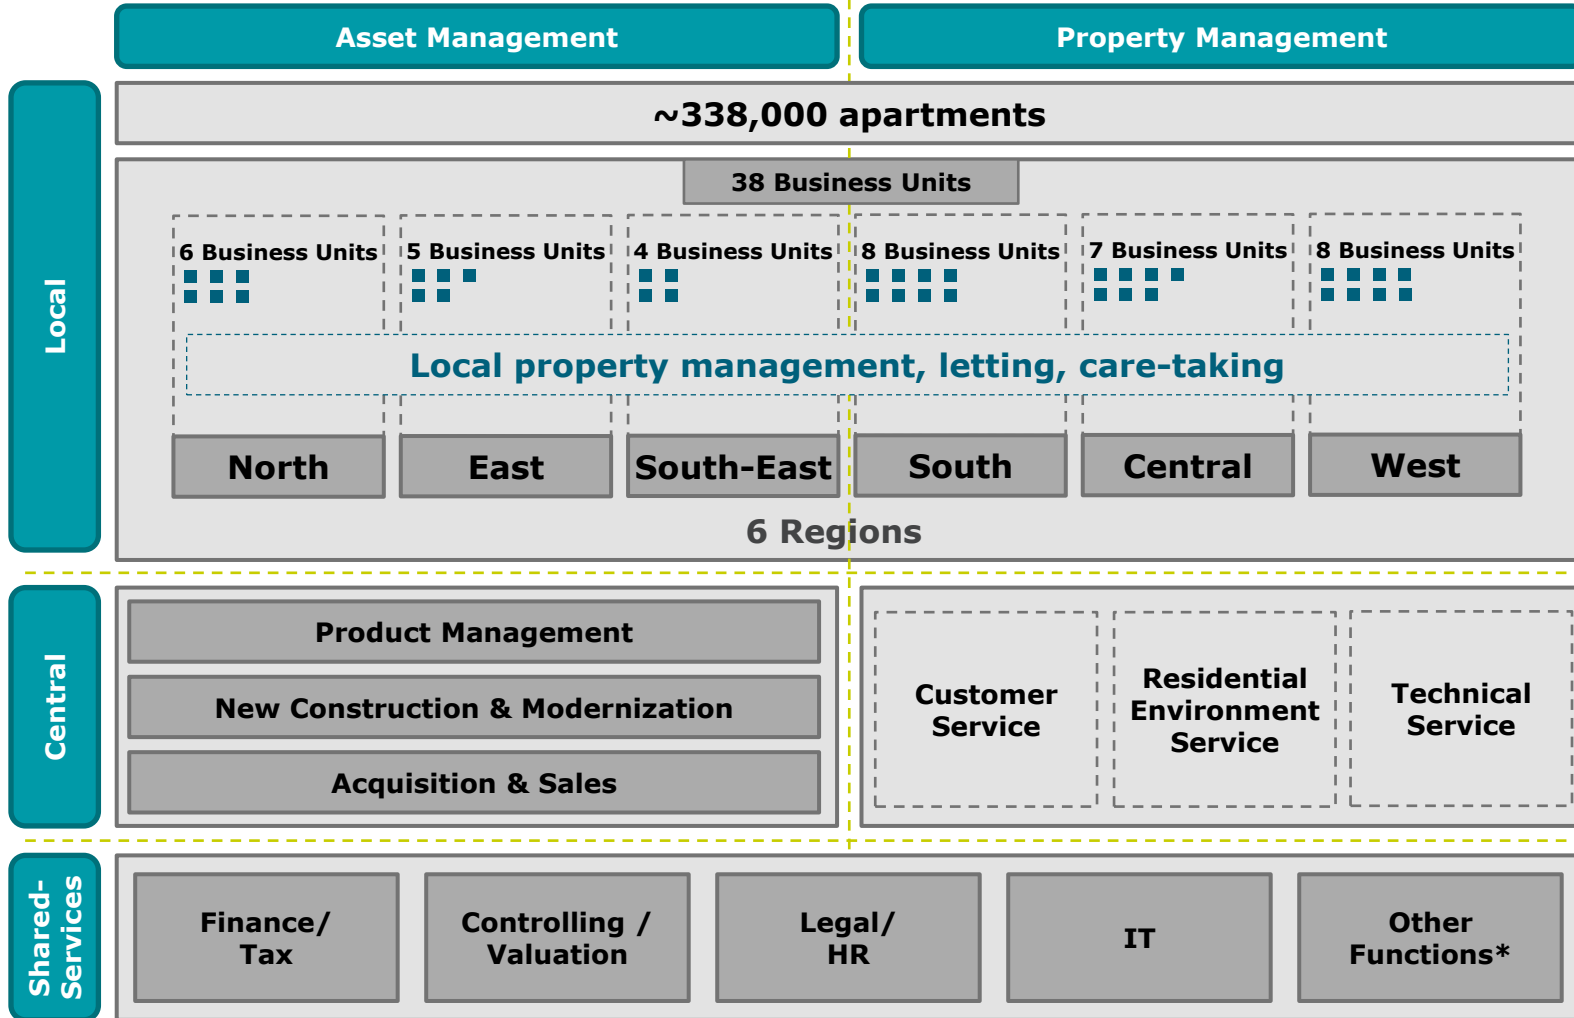 Asset Management
Property Management
Local
~338,000 apartments
38 Business Units
6 Business Units
5 Business Units
4 Business Units
8 Business Units
7 Business Units
8 Business Units
Local property management, letting, care-taking
North
East
South-East
South
Central
West
6 Regions
Central
Product Management
New Construction & Modernization
Acquisition & Sales
Customer
Service
Residential
Environment
Service
Technical
Service
Shared-
Services
Finance/
Tax
Controlling /
Valuation
Legal/
HR
IT
Other
Functions*